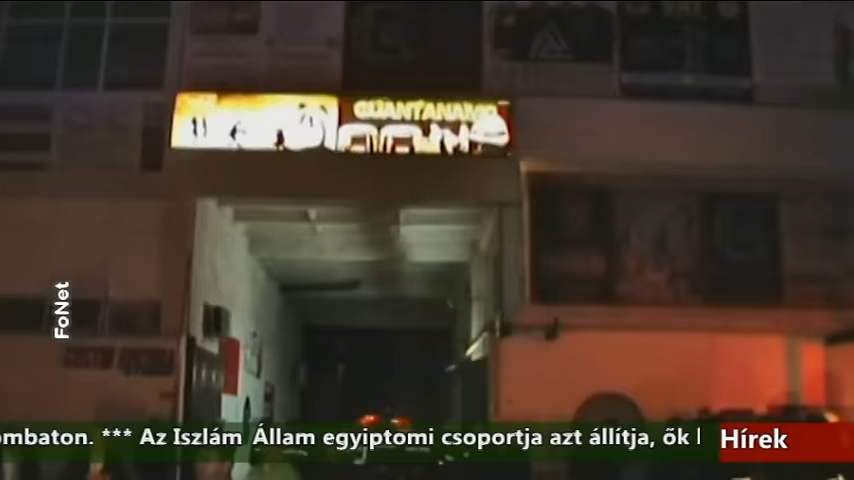 GUANTANAMO
FoNet
ombaton. *** Az Iszlám Állam egyiptomi csoportja azt állítja, ők
Hírek